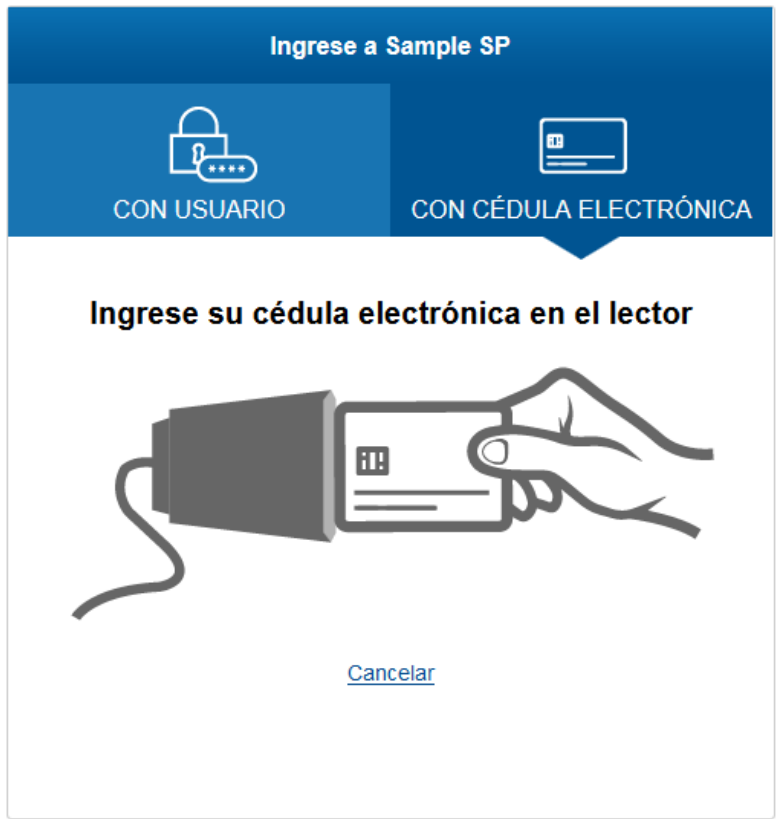 Ingrese a Sample SP
****
CON USUARIO
CON CÉDULA ELECTRÓNICA
Ingrese su cédula electrónica en el lector
Cancelar